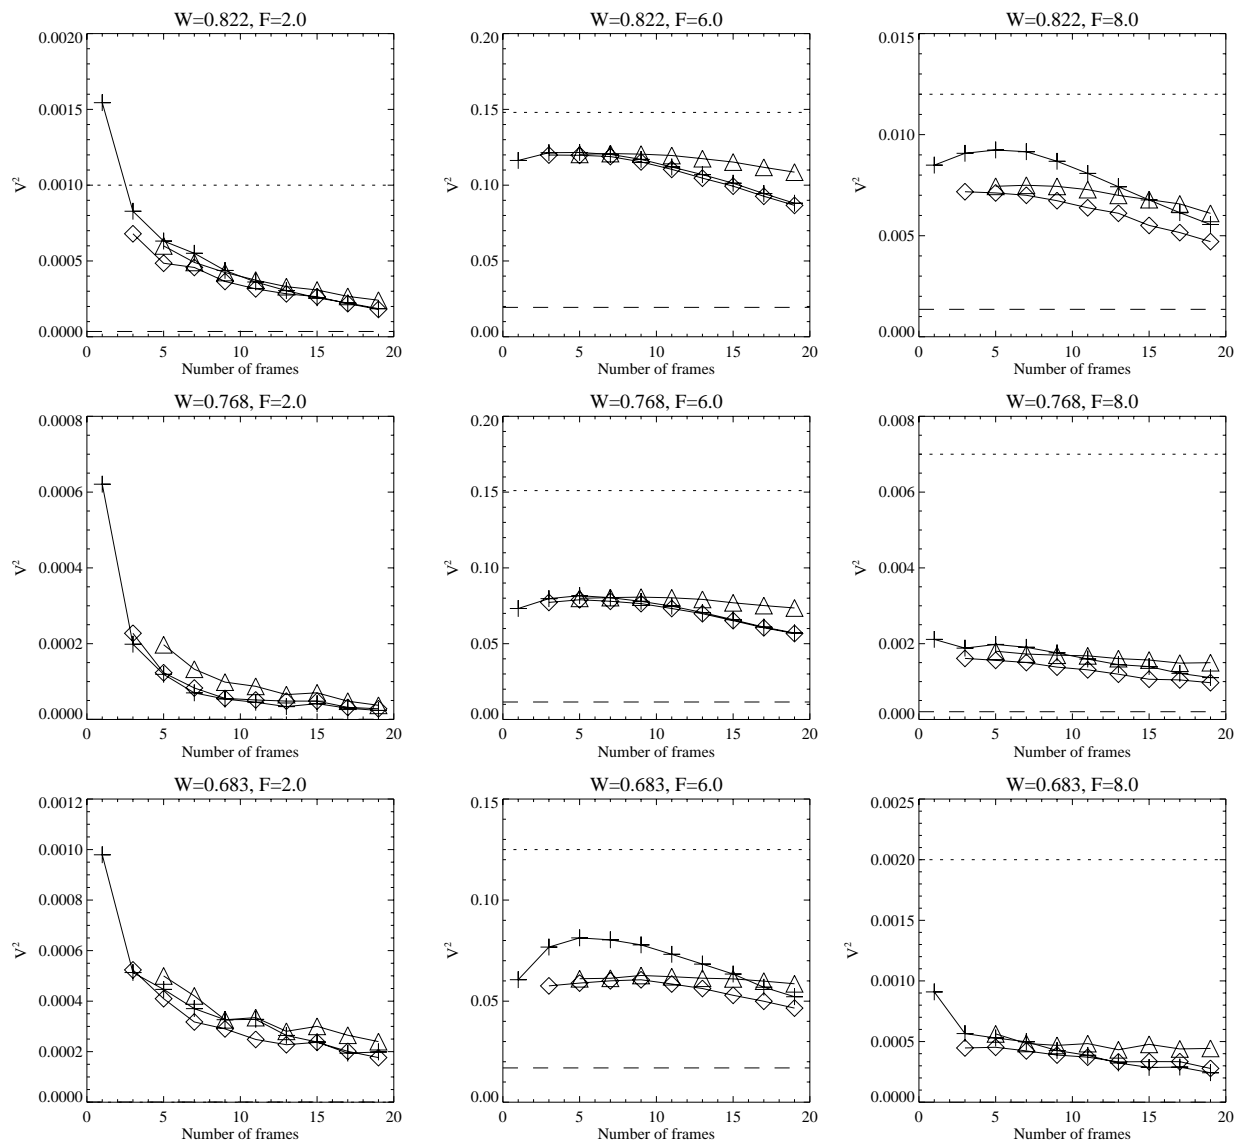 W=0.822, F=2.0
0.0020
0.0015
0.0010
0.0005
0.0000
V²
0 5 10 15 20
Number of frames
W=0.822, F=6.0
0.20
0.15
0.10
0.05
0.00
V²
0 5 10 15 20
Number of frames
W=0.822, F=8.0
0.015
0.010
0.005
0.000
V²
0 5 10 15 20
Number of frames
W=0.768, F=2.0
0.0008
0.0006
0.0004
0.0002
0.0000
V²
0 5 10 15 20
Number of frames
W=0.768, F=6.0
0.20
0.15
0.10
0.05
0.00
V²
0 5 10 15 20
Number of frames
W=0.768, F=8.0
0.008
0.006
0.004
0.002
0.000
V²
0 5 10 15 20
Number of frames
W=0.683, F=2.0
0.0012
0.0010
0.0008
0.0006
0.0004
0.0002
0.0000
V²
0 5 10 15 20
Number of frames
W=0.683, F=6.0
0.15
0.10
0.05
0.00
V²
0 5 10 15 20
Number of frames
W=0.683, F=8.0
0.0025
0.0020
0.0015
0.0010
0.0005
0.0000
V²
0 5 10 15 20
Number of frames